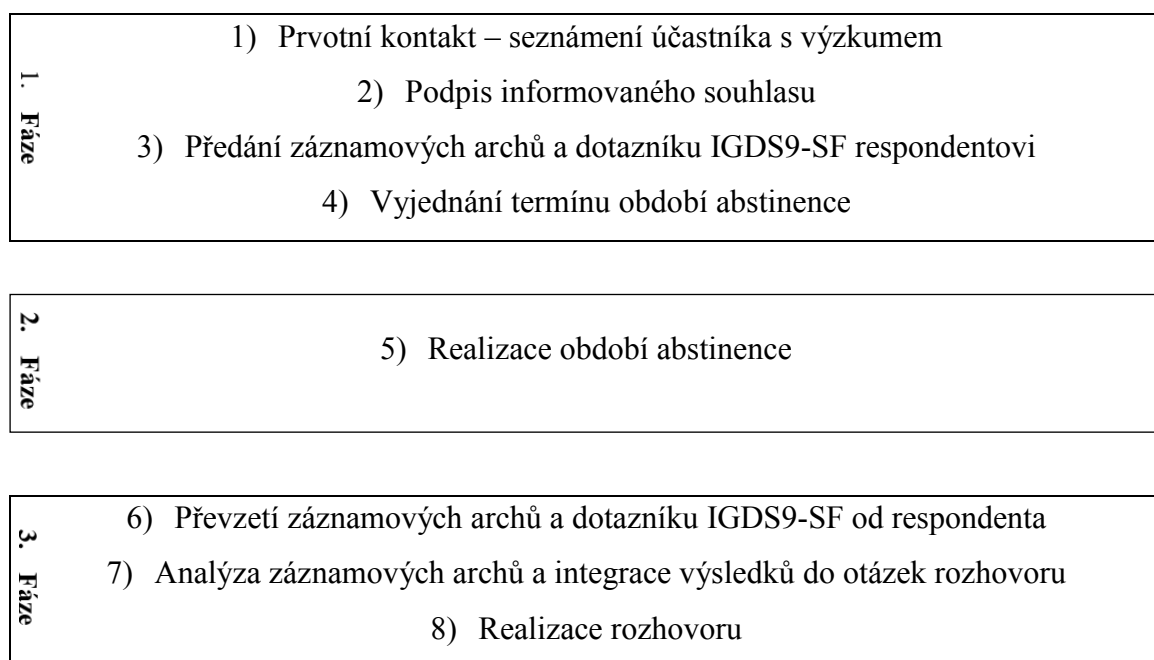 1. Fáze
1) Prvotní kontakt – seznámení účastníka s výzkumem
2) Podpis informovaného souhlasu
3) Předání záznamových archů a dotazníku IGDS9-SF respondentovi
4) Vyjednání termínu období abstinence
2. Fáze
5) Realizace období abstinence
3. Fáze
6) Převzetí záznamových archů a dotazníku IGDS9-SF od respondenta
7) Analýza záznamových archů a integrace výsledků do otázek rozhovoru
8) Realizace rozhovoru